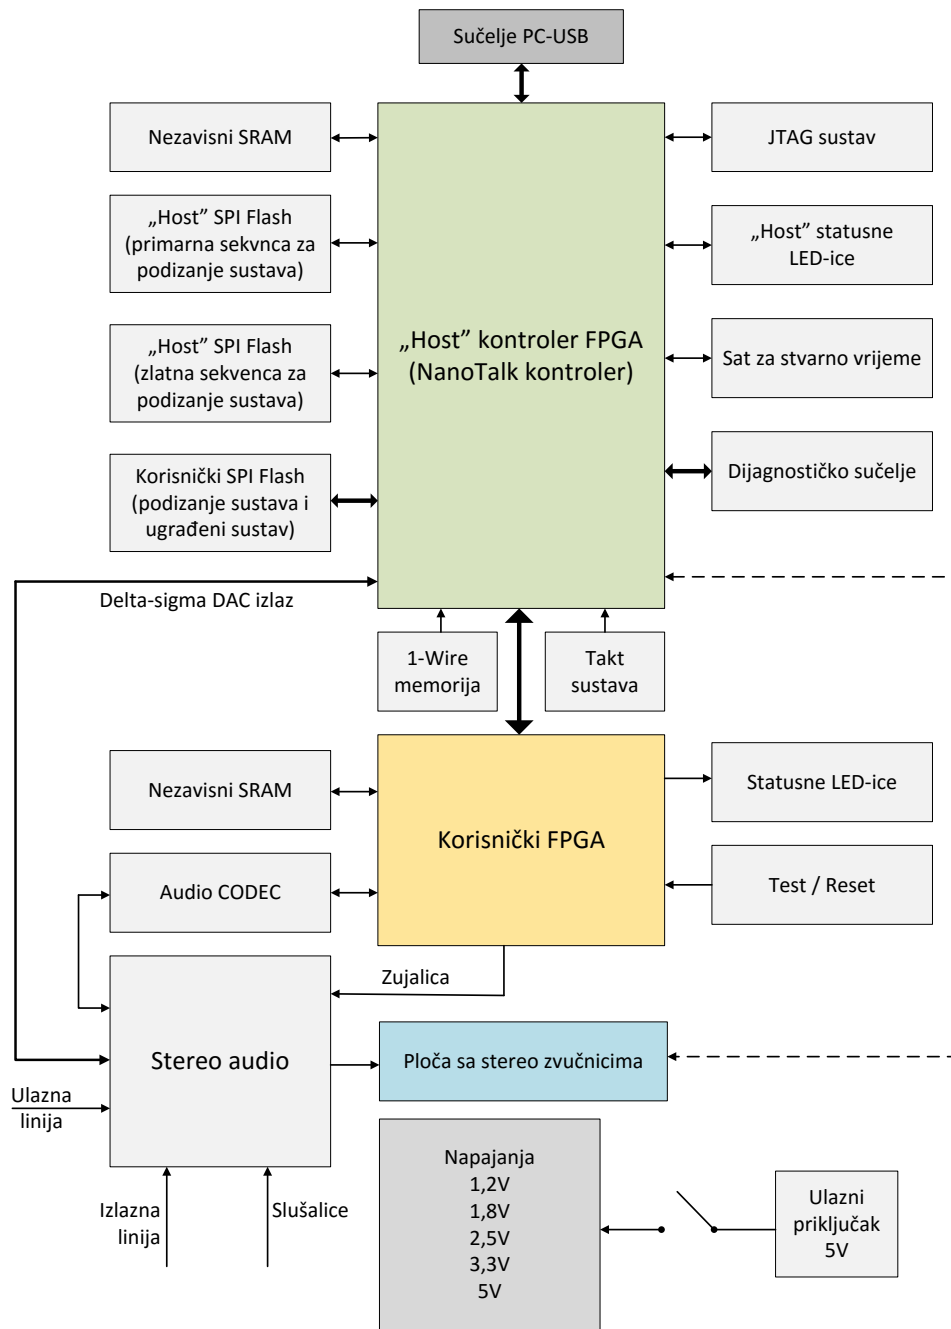 Sučelje PC-USB
Nezavisni SRAM
JTAG sustav
„Host” SPI Flash
(primarna sekvnca za
podizanje sustava)
„Host” statusne
LED-ice
„Host” kontroler FPGA
(NanoTalk kontroler)
„Host” SPI Flash
(zlatna sekvenca za
podizanje sustava)
Sat za stvarno vrijeme
Korisnički SPI Flash
(podizanje sustava i
ugrađeni sustav)
Dijagnostičko sučelje
Delta-sigma DAC izlaz
1-Wire
memorija
Takt
sustava
Nezavisni SRAM
Statusne LED-ice
Korisnički FPGA
Audio CODEC
Test / Reset
Zujalica
Stereo audio
Ploča sa stereo zvučnicima
Ulazna
linija
Izlazna
linija
Slušalice
Napajanja
1,2V
1,8V
2,5V
3,3V
5V
Ulazni
priključak
5V